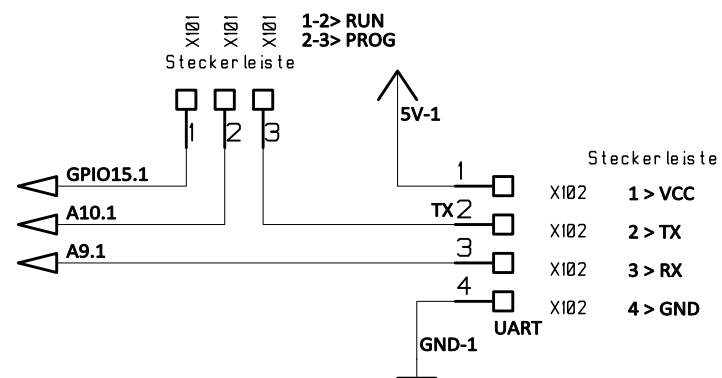 X101 X101 X101
1-2> RUN
2-3> PROG
Steckerleiste
1 2 3
5V-1
GPIO15.1
A10.1
A9.1
Steckerleiste
1 X102 1 > VCC
TX 2 X102 2 > TX
3 X102 3 > RX
4 X102 4 > GND
UART
GND-1